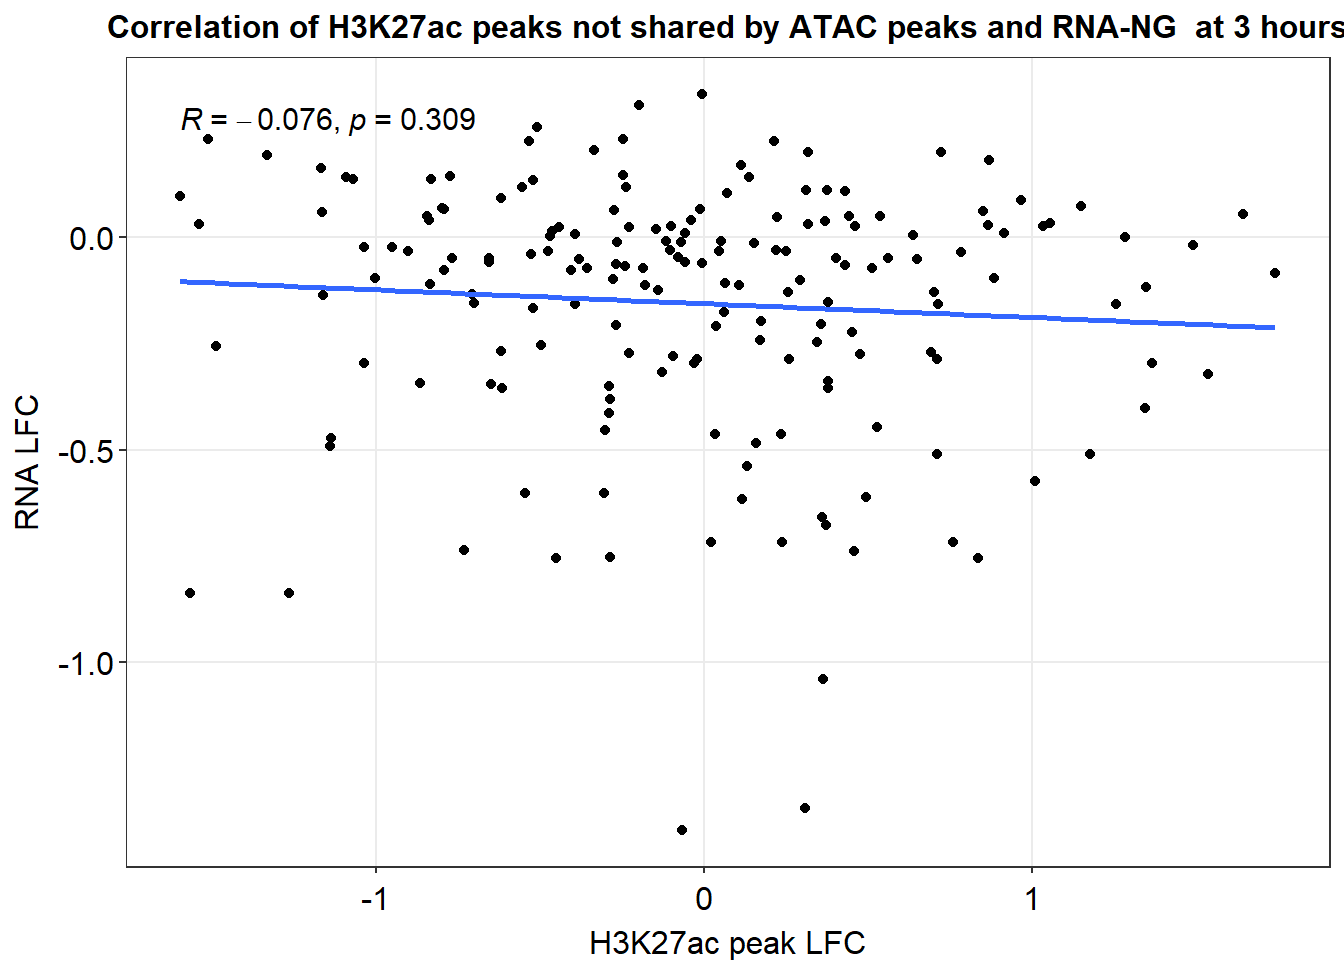 Correlation of H3K27ac peaks not shared by ATAC peaks and RNA-NG  at 3 hours
R = −0.076, p = 0.309
0.0
-0.5
-1.0
RNA LFC
-1 0 1
H3K27ac peak LFC